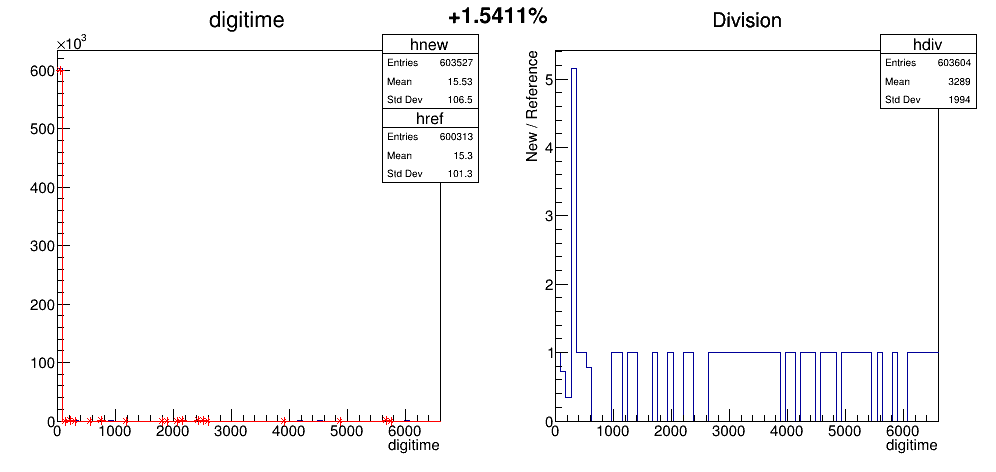 +1.5411%
digitime
×10³
600
500
400
300
200
100
0
0 1000 2000 3000 4000 5000 6000
digitime
hnew
Entries 603527
Mean 15.53
Std Dev 106.5
href
Entries 600313
Mean 15.3
Std Dev 101.3
Division
New / Reference
5
4
3
2
1
0
0 1000 2000 3000 4000 5000 6000
digitime
hdiv
Entries 603604
Mean 3289
Std Dev 1994